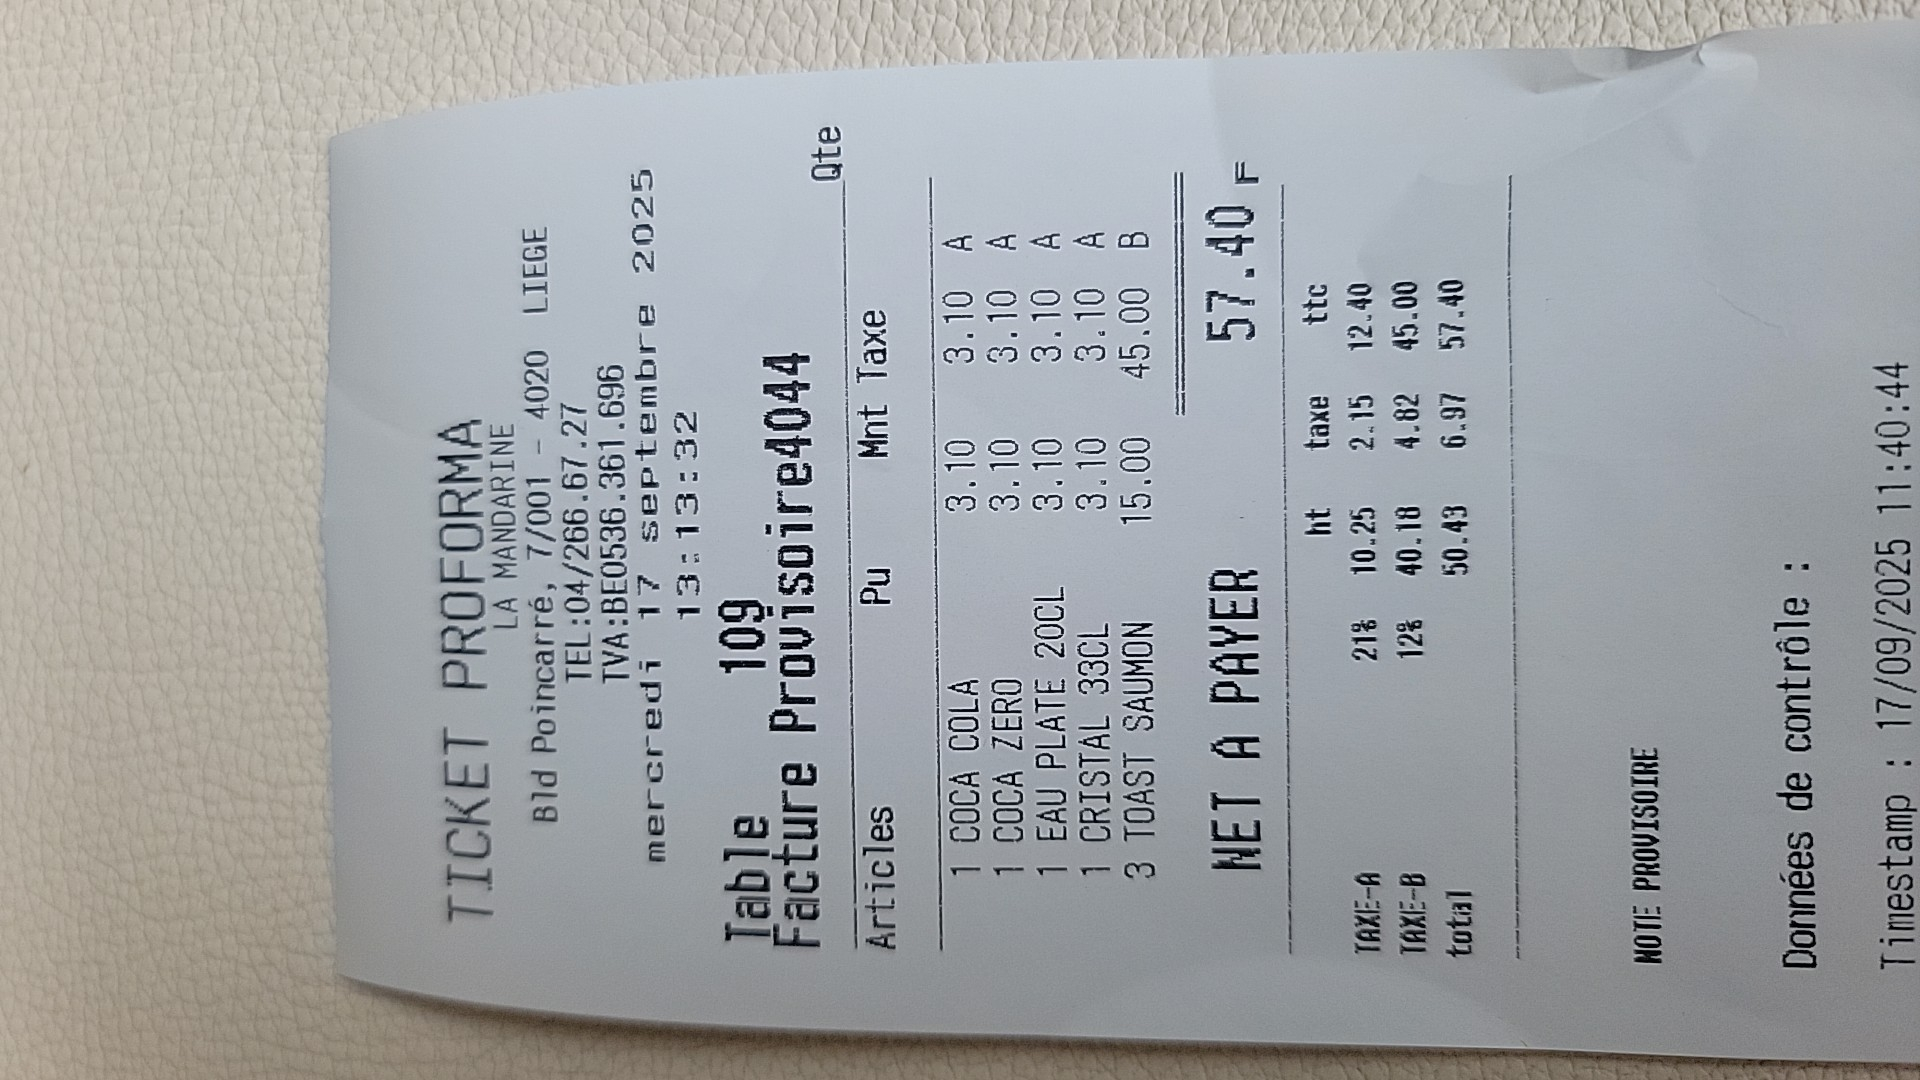 TICKET PROFORMA
LA MANDARINE
Bld Poincarré, 7/001 - 4020 LIEGE
TEL:04/266.67.27
TVA:BE0536.361.696
mercredi 17 septembre 2025
13:13:32
Table 109
Facture Provisoire4044
Qte
Articles Pu Mnt Taxe
1 COCA COLA 3.10 3.10 A
1 COCA ZERO 3.10 3.10 A
1 EAU PLATE 20CL 3.10 3.10 A
1 CRISTAL 33CL 3.10 3.10 A
3 TOAST SAUMON 15.00 45.00 B
NET A PAYER 57.40 F
ht taxe ttc
TAXE-A 21% 10.25 2.15 12.40
TAXE-B 12% 40.18 4.82 45.00
total 50.43 6.97 57.40
NOTE PROVISOIRE
Données de contrôle :
Timestamp : 17/09/2025 11:40:44